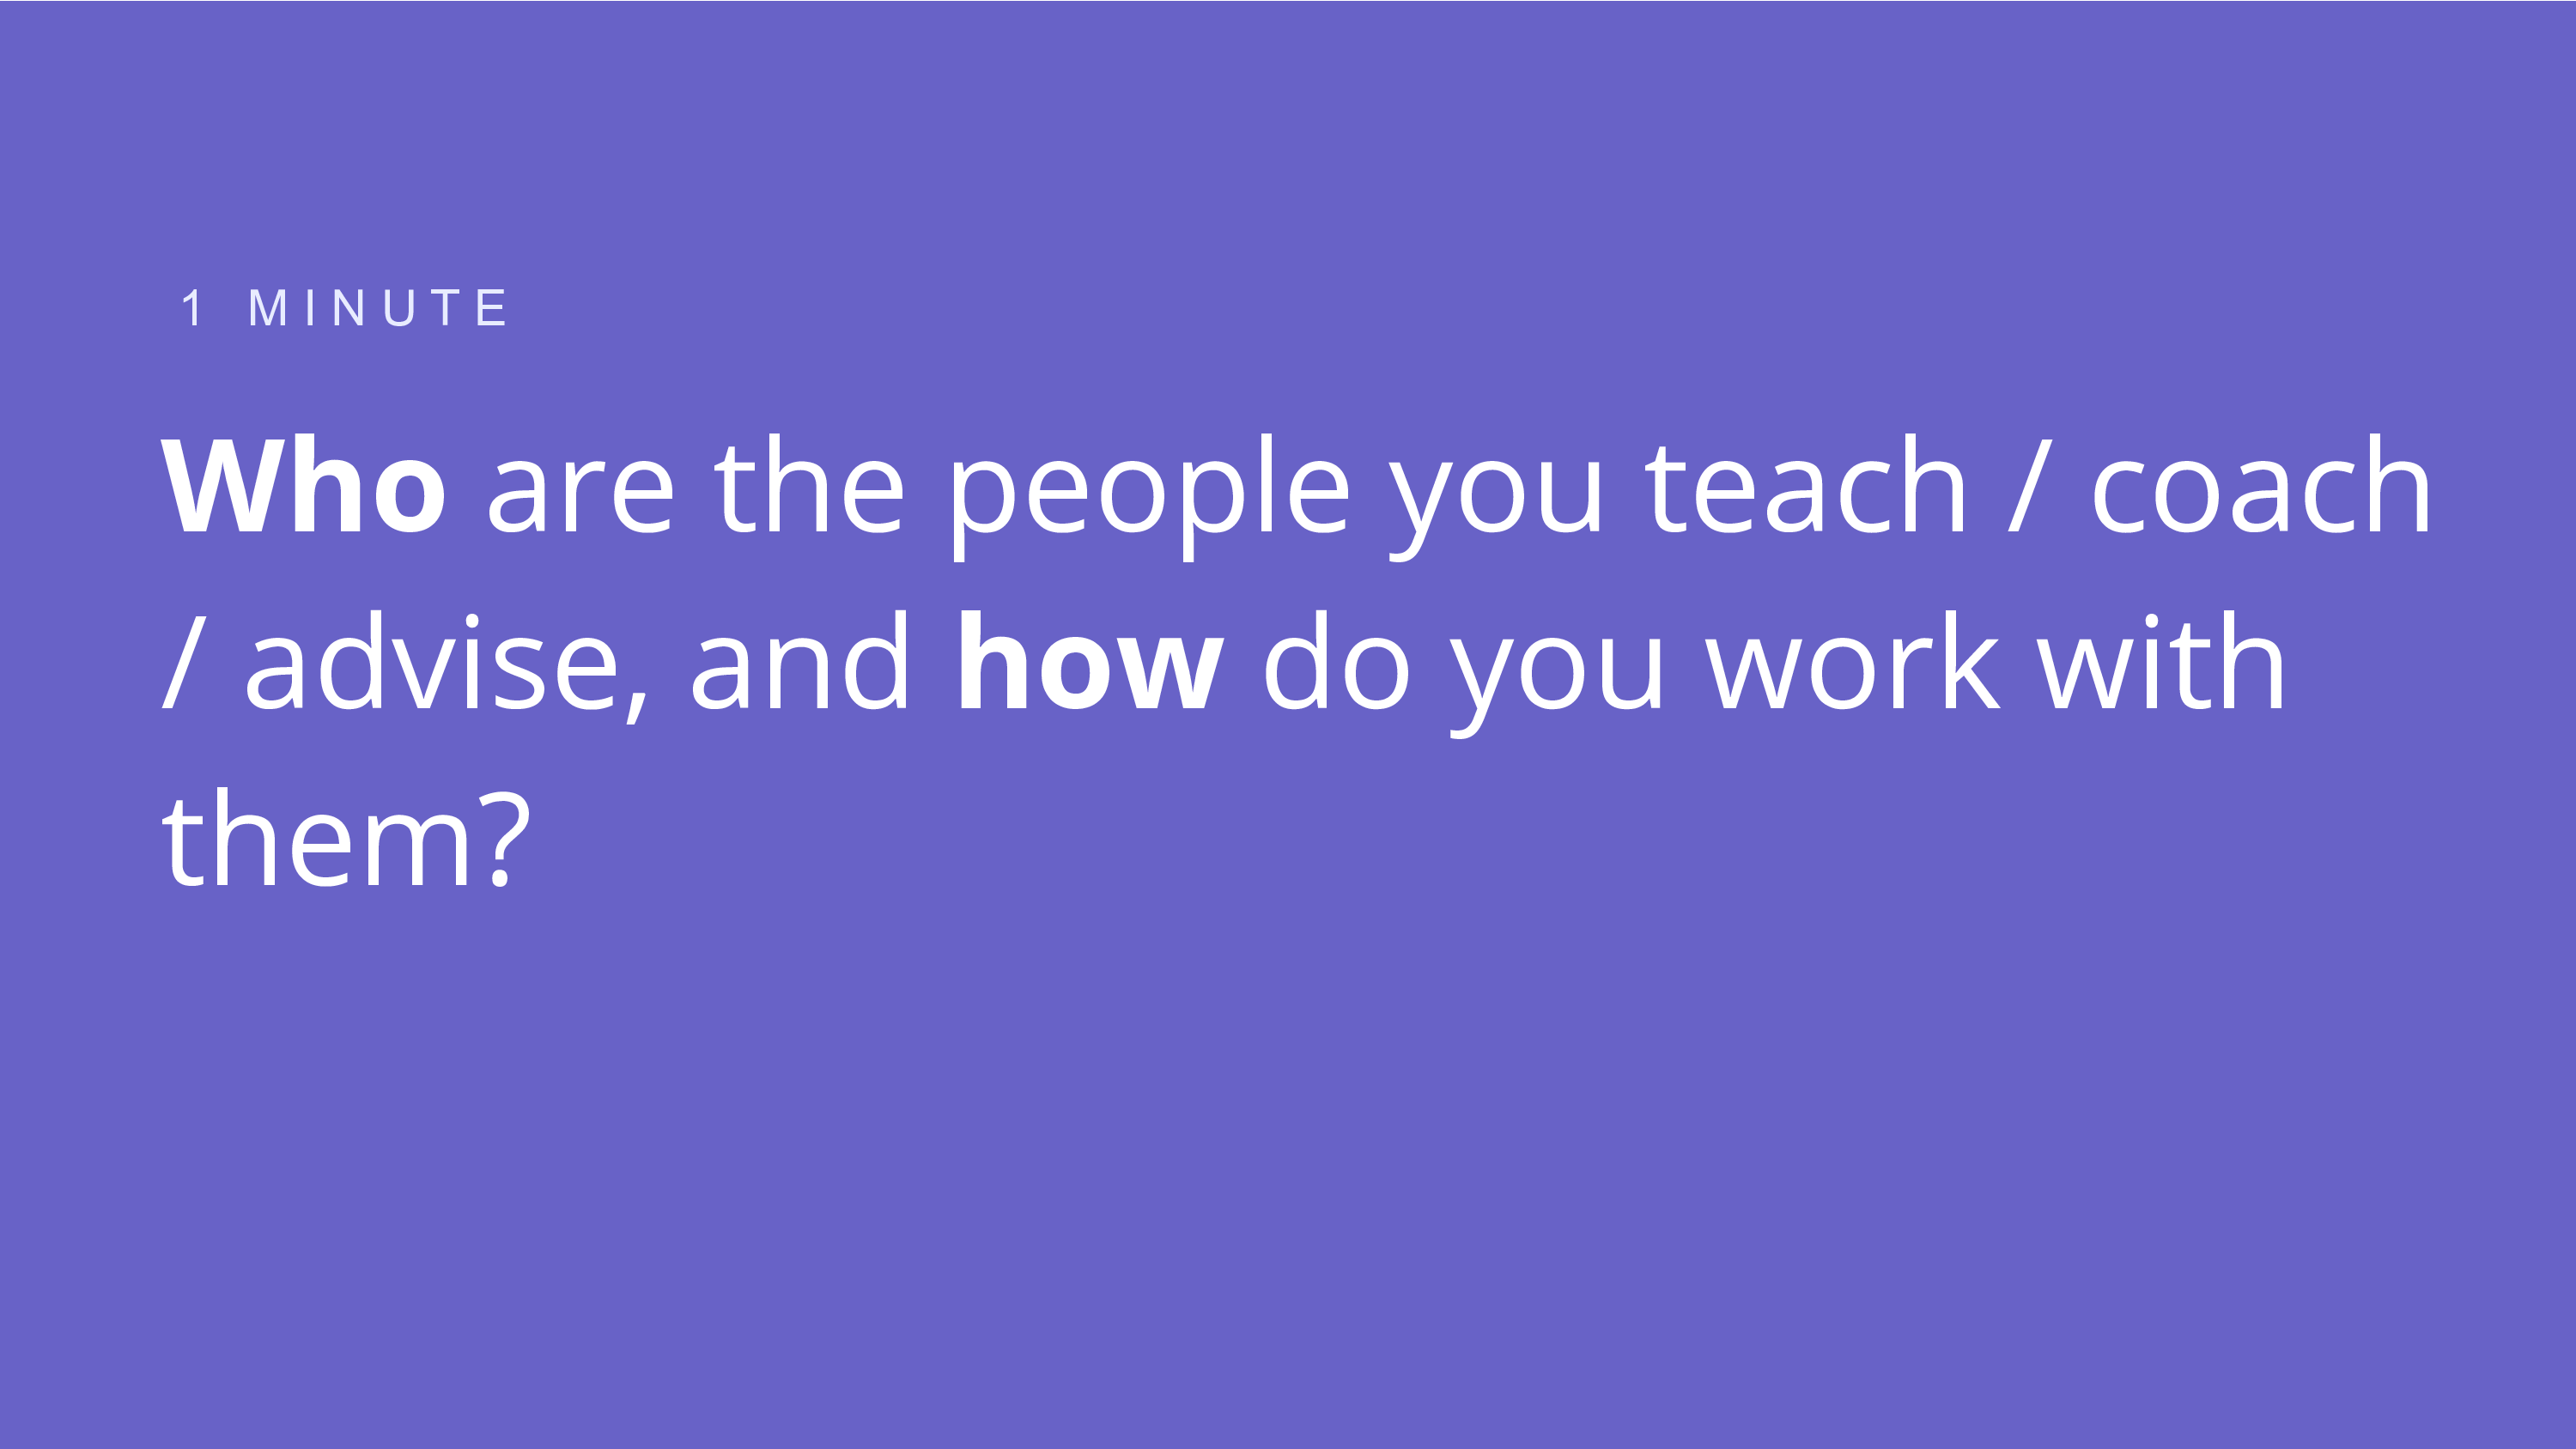 1 MINUTE
Who are the people you teach / coach
/ advise, and how do you work with
them?